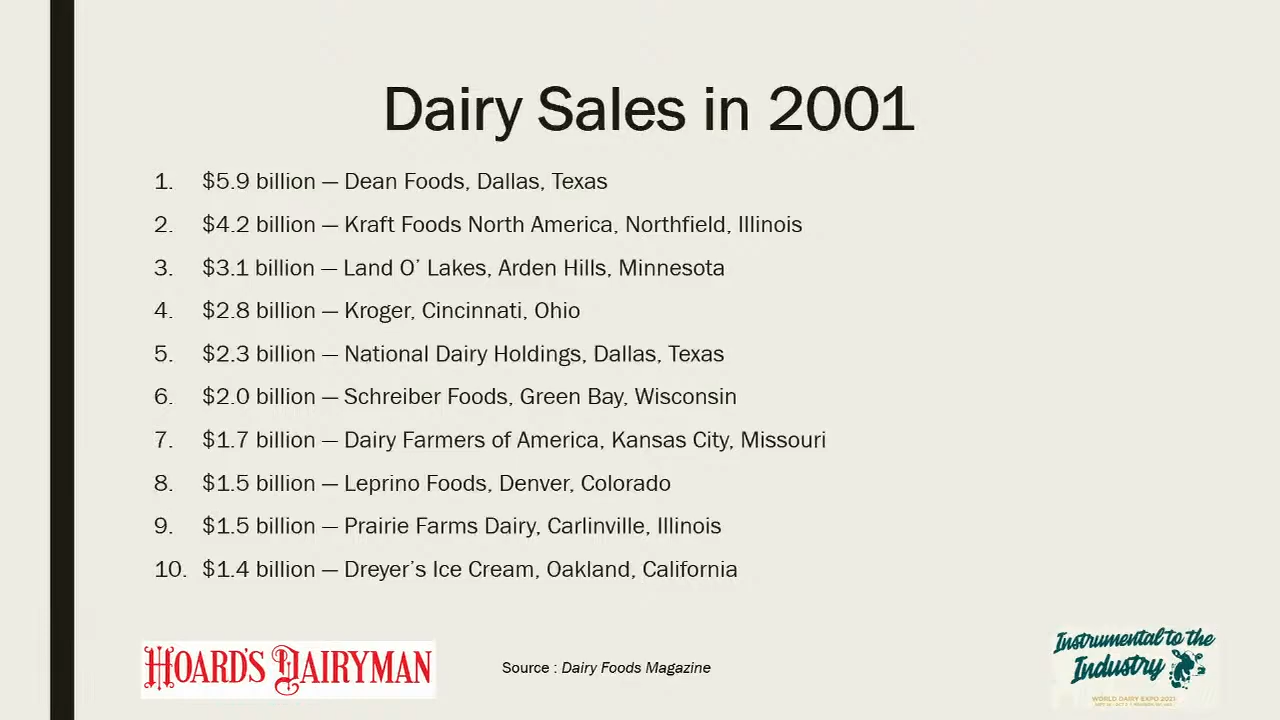 Dairy Sales in 2001
1. $5.9 billion — Dean Foods, Dallas, Texas
2. $4.2 billion — Kraft Foods North America, Northfield, Illinois
3. $3.1 billion — Land O’ Lakes, Arden Hills, Minnesota
4. $2.8 billion — Kroger, Cincinnati, Ohio
5. $2.3 billion — National Dairy Holdings, Dallas, Texas
6. $2.0 billion — Schreiber Foods, Green Bay, Wisconsin
7. $1.7 billion — Dairy Farmers of America, Kansas City, Missouri
8. $1.5 billion — Leprino Foods, Denver, Colorado
9. $1.5 billion — Prairie Farms Dairy, Carlinville, Illinois
10. $1.4 billion — Dreyer’s Ice Cream, Oakland, California
HOARD'S DAIRYMAN
Source : Dairy Foods Magazine
Instrumental to the
Industry
WORLD DAIRY EXPO 2021